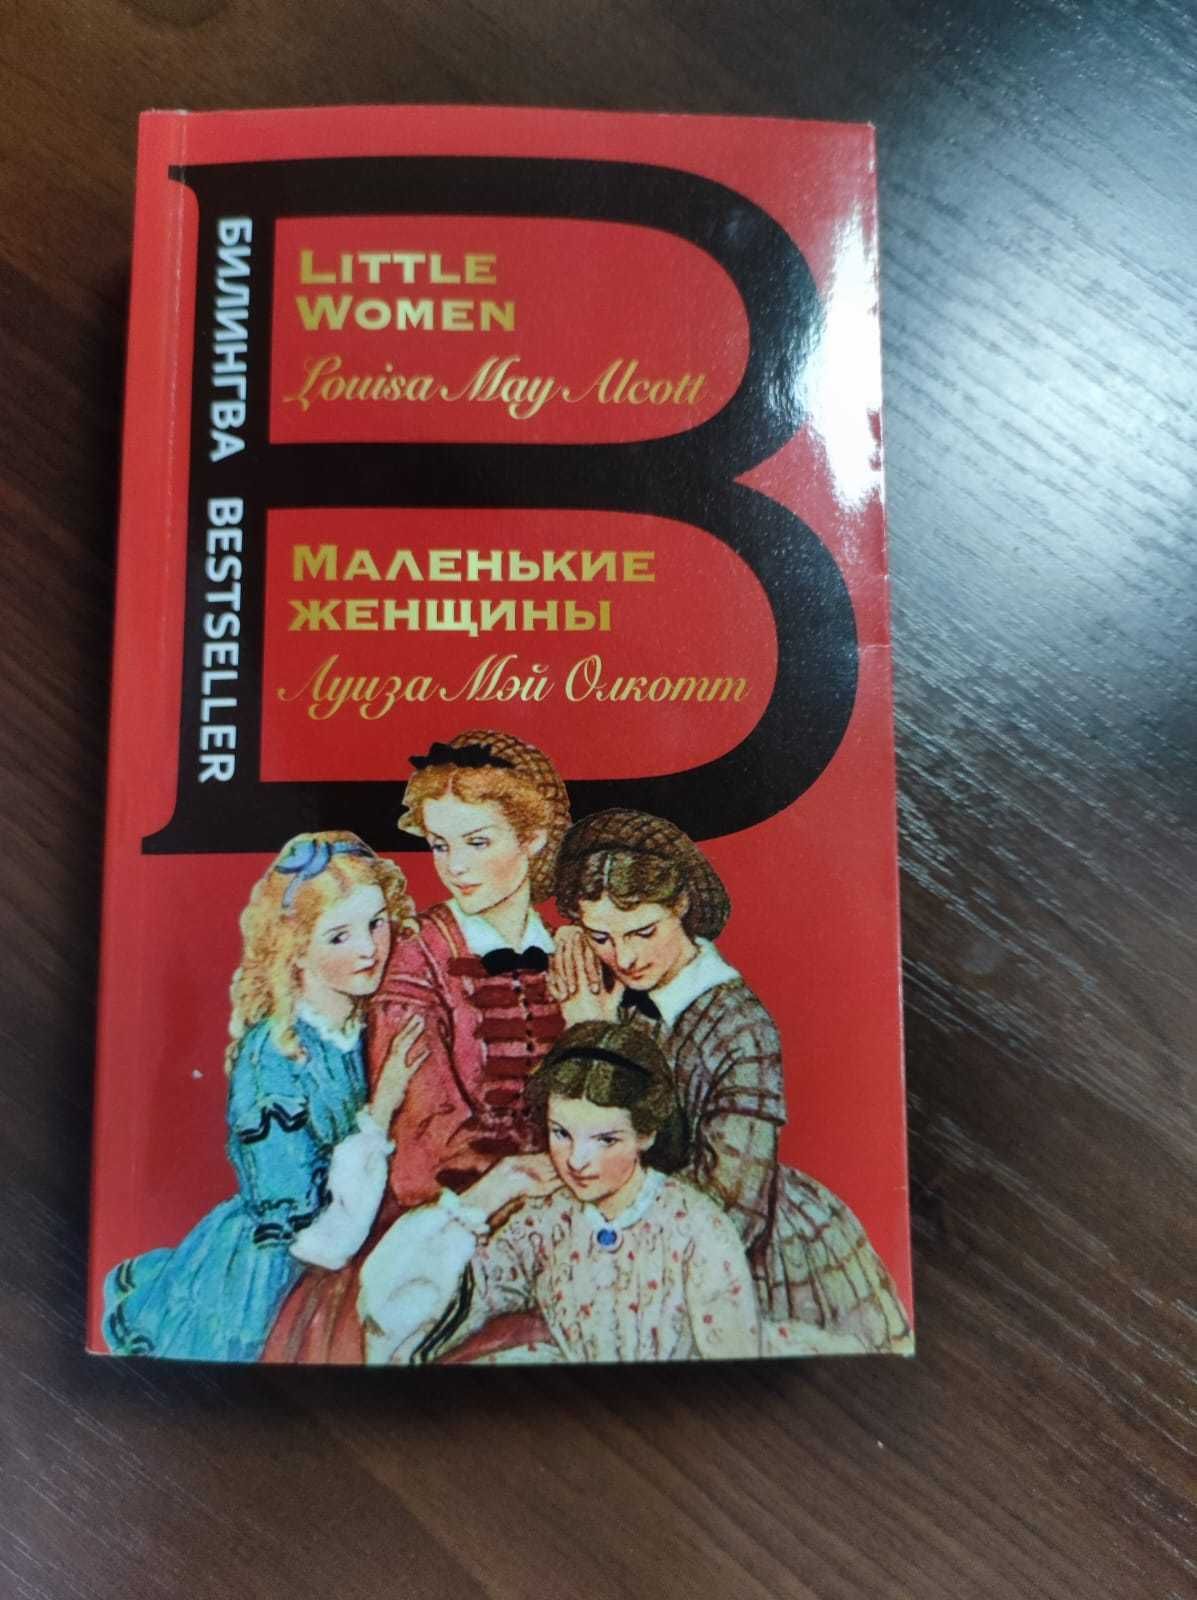 БИЛИНГВА BESTSELLER
LITTLE
WOMEN
Louisa May Alcott
МАЛЕНЬКИЕ
ЖЕНЩИНЫ
Луиза Мэй Олкотт